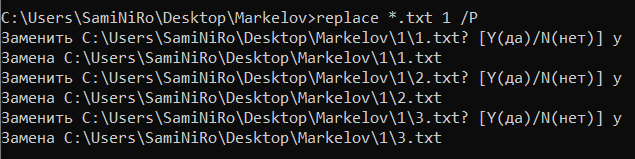 C:\Users\SamiNiRo\Desktop\Markelov>replace *.txt 1 /P
Заменить C:\Users\SamiNiRo\Desktop\Markelov\1\1.txt? [Y(да)/N(нет)] y
Замена C:\Users\SamiNiRo\Desktop\Markelov\1\1.txt
Заменить C:\Users\SamiNiRo\Desktop\Markelov\1\2.txt? [Y(да)/N(нет)] y
Замена C:\Users\SamiNiRo\Desktop\Markelov\1\2.txt
Заменить C:\Users\SamiNiRo\Desktop\Markelov\1\3.txt? [Y(да)/N(нет)] y
Замена C:\Users\SamiNiRo\Desktop\Markelov\1\3.txt